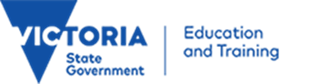 VICTORIA
State
Government
Education
and Training